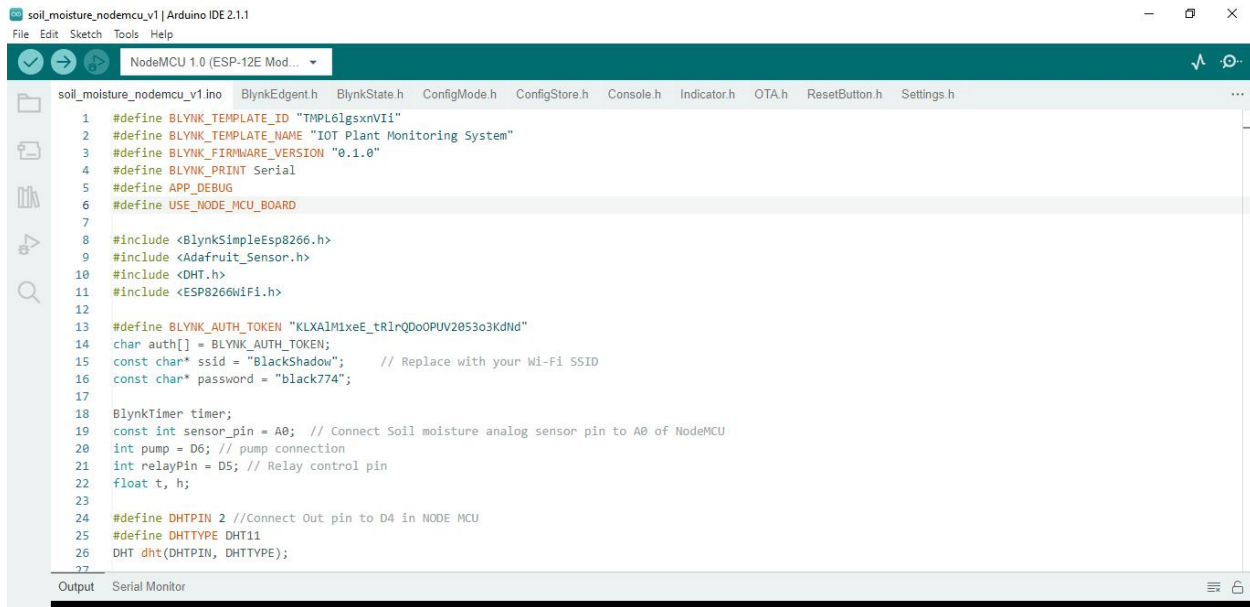 soil_moisture_nodemcu_v1 | Arduino IDE 2.1.1
File Edit Sketch Tools Help
NodeMCU 1.0 (ESP-12E Mod...
soil_moisture_nodemcu_v1.ino BlynkEdgent.h BlynkState.h ConfigMode.h ConfigStore.h Console.h Indicator.h OTA.h ResetButton.h Settings.h ...
1 #define BLYNK_TEMPLATE_ID "TMPL6lgsxnVIi"
2 #define BLYNK_TEMPLATE_NAME "IOT Plant Monitoring System"
3 #define BLYNK_FIRMWARE_VERSION "0.1.0"
4 #define BLYNK_PRINT Serial
5 #define APP_DEBUG
6 #define USE_NODE_MCU_BOARD
7
8 #include <BlynkSimpleEsp8266.h>
9 #include <Adafruit_Sensor.h>
10 #include <DHT.h>
11 #include <ESP8266WiFi.h>
12
13 #define BLYNK_AUTH_TOKEN "KLXAlM1xeE_tRlrQDoOPUV2053o3KdNd"
14 char auth[] = BLYNK_AUTH_TOKEN;
15 const char* ssid = "BlackShadow"; // Replace with your Wi-Fi SSID
16 const char* password = "black774";
17
18 BlynkTimer timer;
19 const int sensor_pin = A0; // Connect Soil moisture analog sensor pin to A0 of NodeMCU
20 int pump = D6; // pump connection
21 int relayPin = D5; // Relay control pin
22 float t, h;
23
24 #define DHTPIN 2 //Connect Out pin to D4 in NODE MCU
25 #define DHTTYPE DHT11
26 DHT dht(DHTPIN, DHTTYPE);
27
Output Serial Monitor